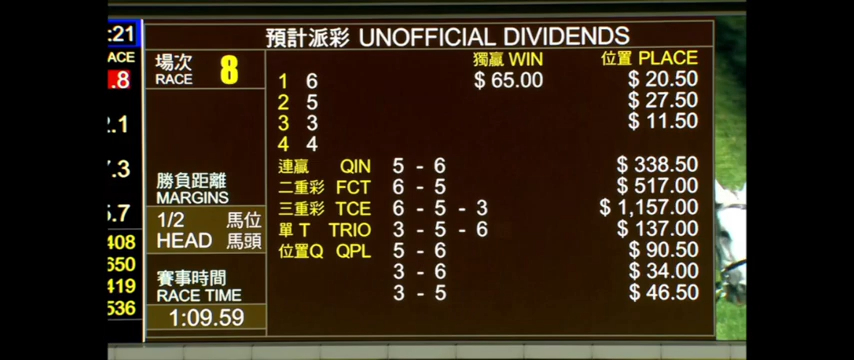 :21
ACE
.8
.1
.3
.7
408
650
419
536
預計派彩 UNOFFICIAL DIVIDENDS
場次
RACE 8
獨贏 WIN 位置 PLACE
1 6 $ 65.00 $ 20.50
2 5 $ 27.50
3 3 $ 11.50
4 4
連贏 QIN 5 - 6 $ 338.50
二重彩 FCT 6 - 5 $ 517.00
三重彩 TCE 6 - 5 - 3 $ 1,157.00
單 T TRIO 3 - 5 - 6 $ 137.00
位置Q QPL 5 - 6 $ 90.50
3 - 6 $ 34.00
3 - 5 $ 46.50
勝負距離
MARGINS
1/2 馬位
HEAD 馬頭
賽事時間
RACE TIME
1:09.59